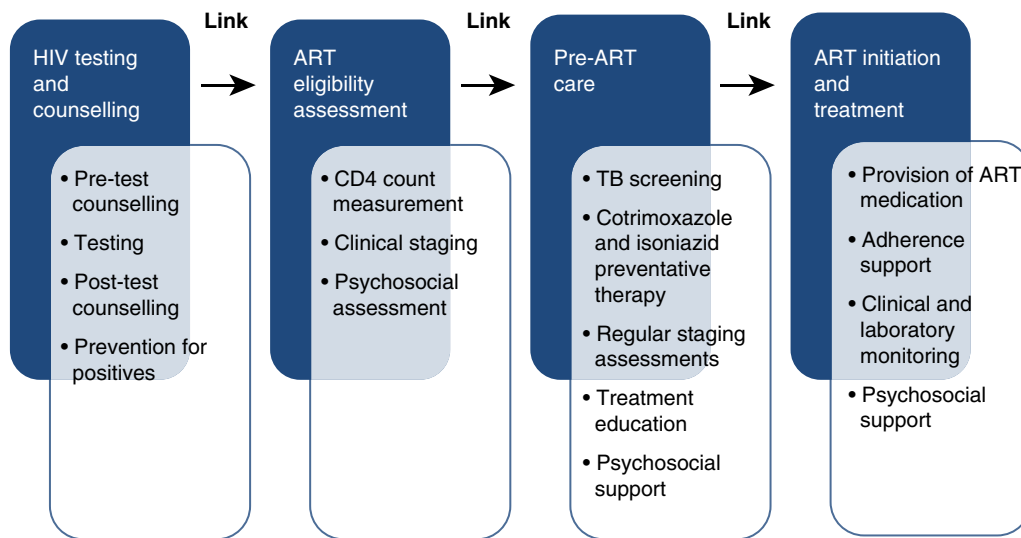 Link
Link
Link
HIV testing
and
counselling
• Pre-test
counselling
• Testing
• Post-test
counselling
• Prevention for
positives
ART
eligibility
assessment
• CD4 count
measurement
• Clinical staging
• Psychosocial
assessment
Pre-ART
care
• TB screening
• Cotrimoxazole
and isoniazid
preventative
therapy
• Regular staging
assessments
• Treatment
education
• Psychosocial
support
ART initiation
and
treatment
• Provision of ART
medication
• Adherence
support
• Clinical and
laboratory
monitoring
• Psychosocial
support